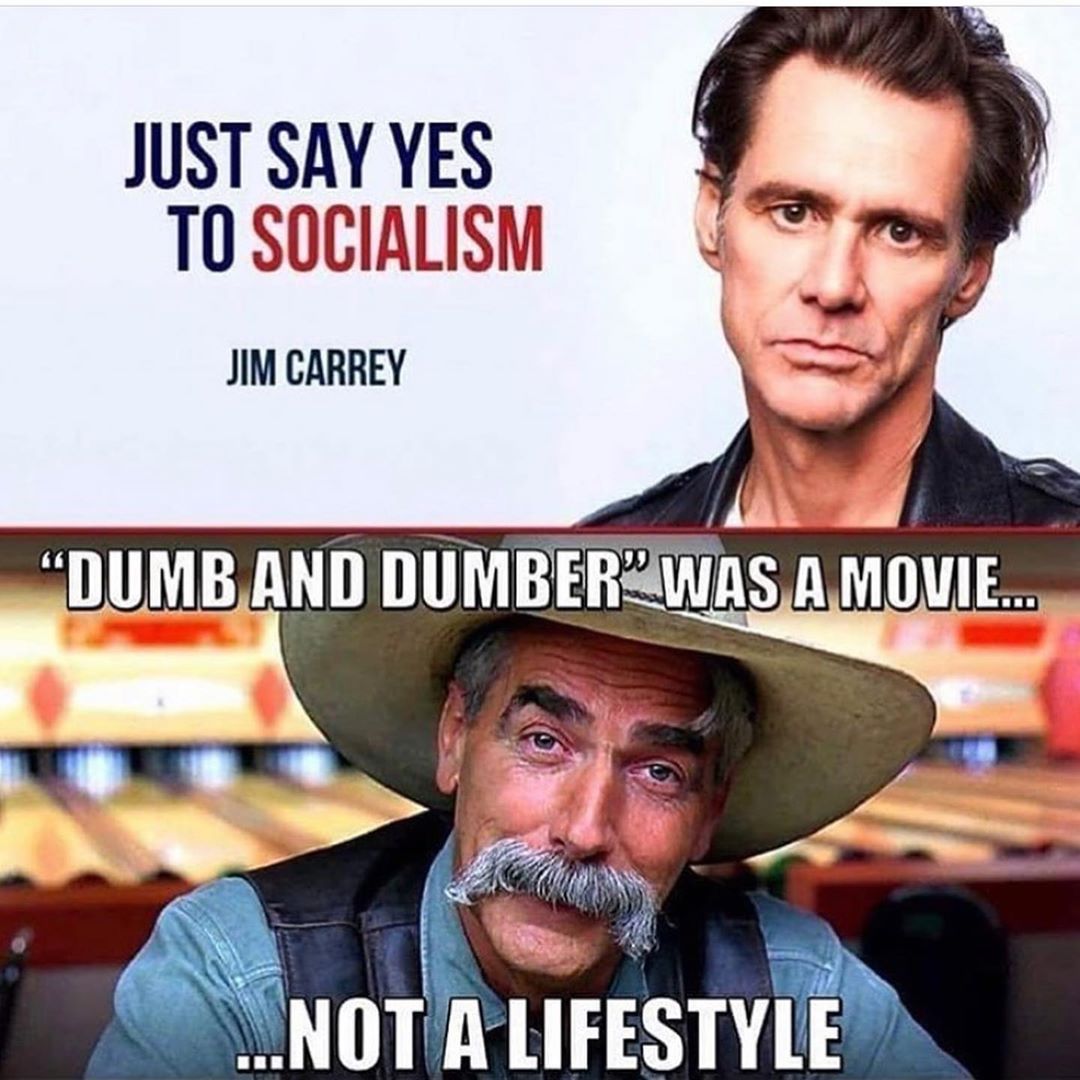 JUST SAY YES
TO SOCIALISM
JIM CARREY
“DUMB AND DUMBER” WAS A MOVIE...
...NOT A LIFESTYLE